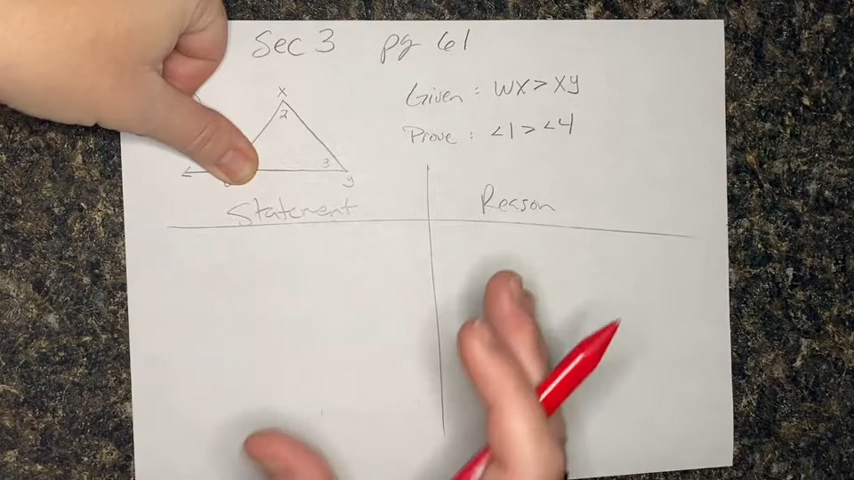 Sec 3 pg 61
Given : WX > XY
Prove : <1 > <4
X
2
3
y
Statement Reason